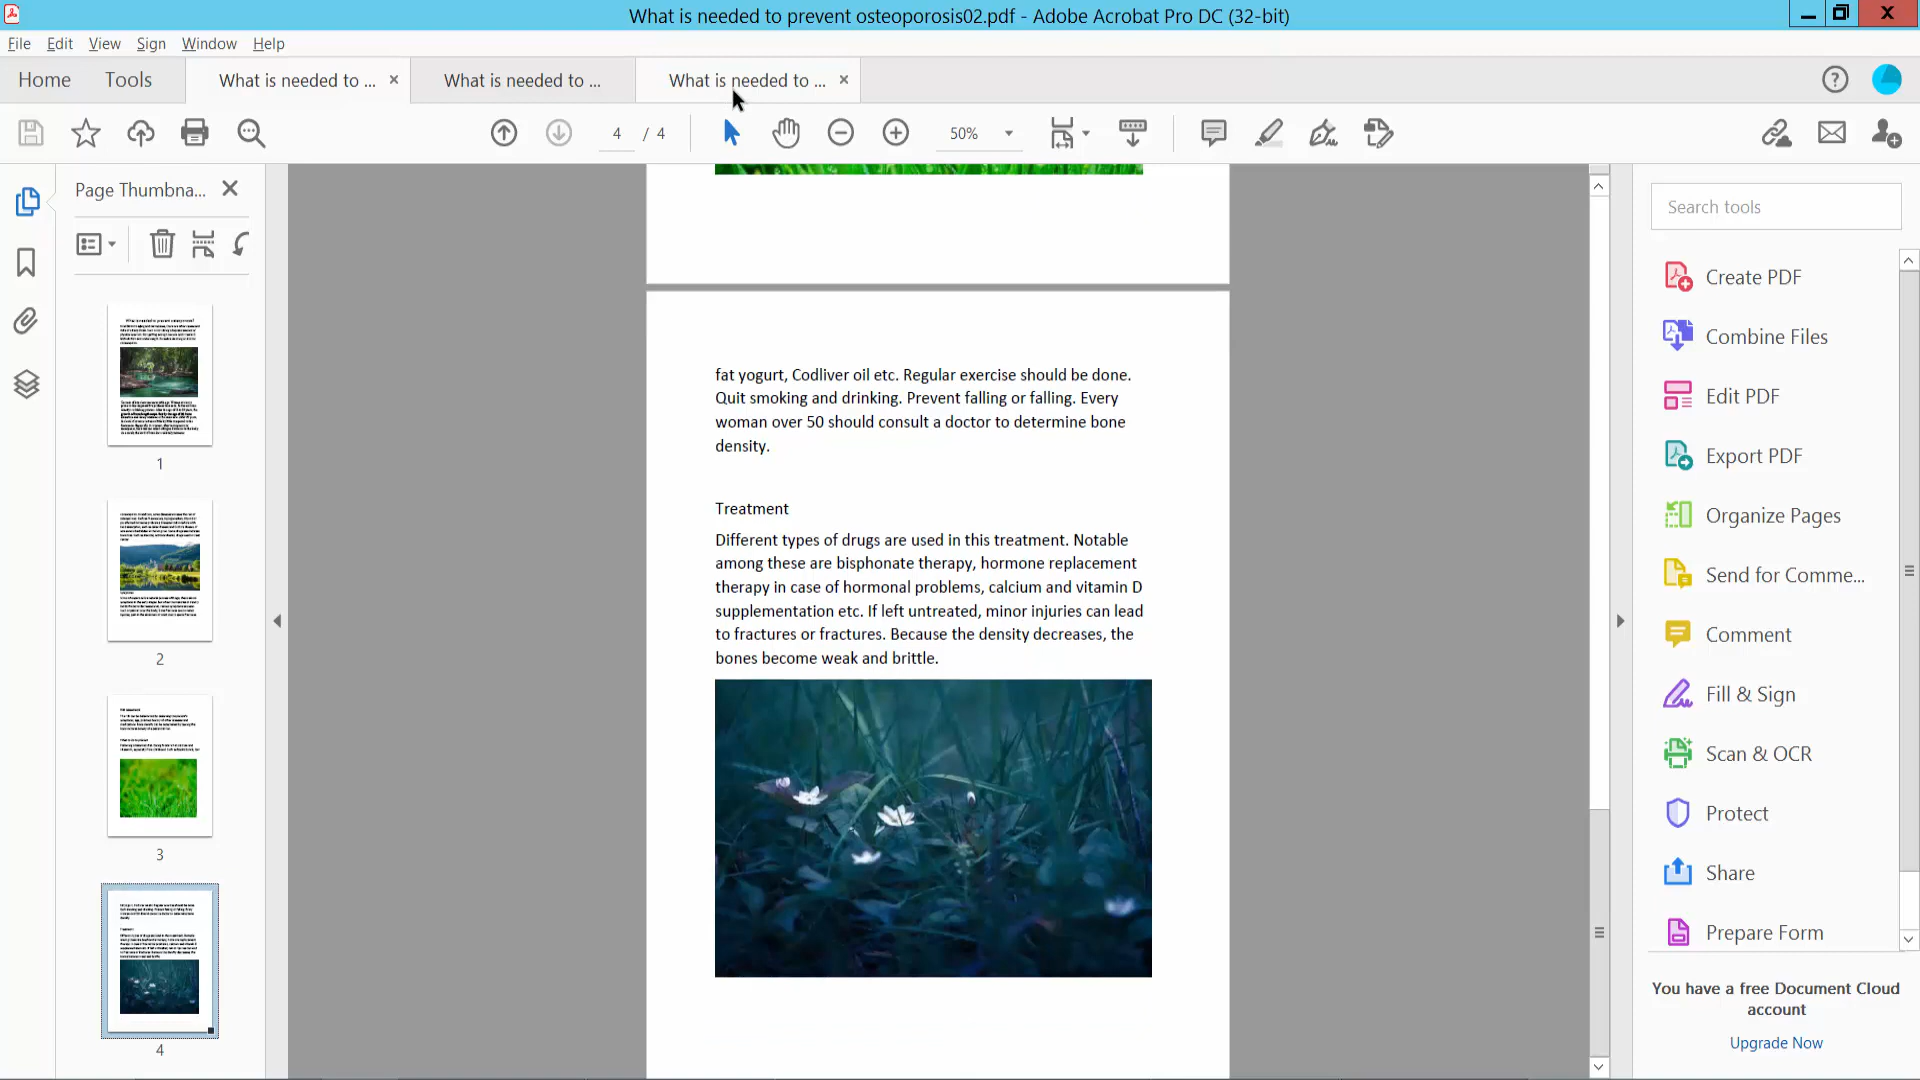 What is needed to prevent osteoporosis02.pdf - Adobe Acrobat Pro DC (32-bit)
File Edit View Sign Window Help
Home Tools What is needed to ... What is needed to ... What is needed to ...
4 / 4 50%
Page Thumbna...
1
2
3
4
fat yogurt, Codliver oil etc. Regular exercise should be done.
Quit smoking and drinking. Prevent falling or falling. Every
woman over 50 should consult a doctor to determine bone
density.
Treatment
Different types of drugs are used in this treatment. Notable
among these are bisphonate therapy, hormone replacement
therapy in case of hormonal problems, calcium and vitamin D
supplementation etc. If left untreated, minor injuries can lead
to fractures or fractures. Because the density decreases, the
bones become weak and brittle.
Search tools
Create PDF
Combine Files
Edit PDF
Export PDF
Organize Pages
Send for Comme...
Comment
Fill & Sign
Scan & OCR
Protect
Share
Prepare Form
You have a free Document Cloud
account
Upgrade Now